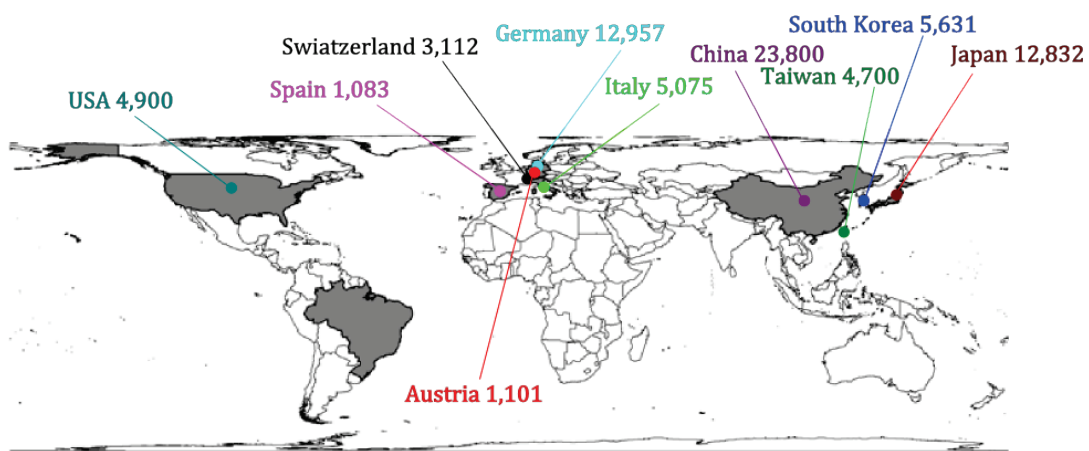 South Korea 5,631
Germany 12,957
Swiatzerland 3,112
China 23,800
Japan 12,832
Taiwan 4,700
Spain 1,083
Italy 5,075
USA 4,900
Austria 1,101